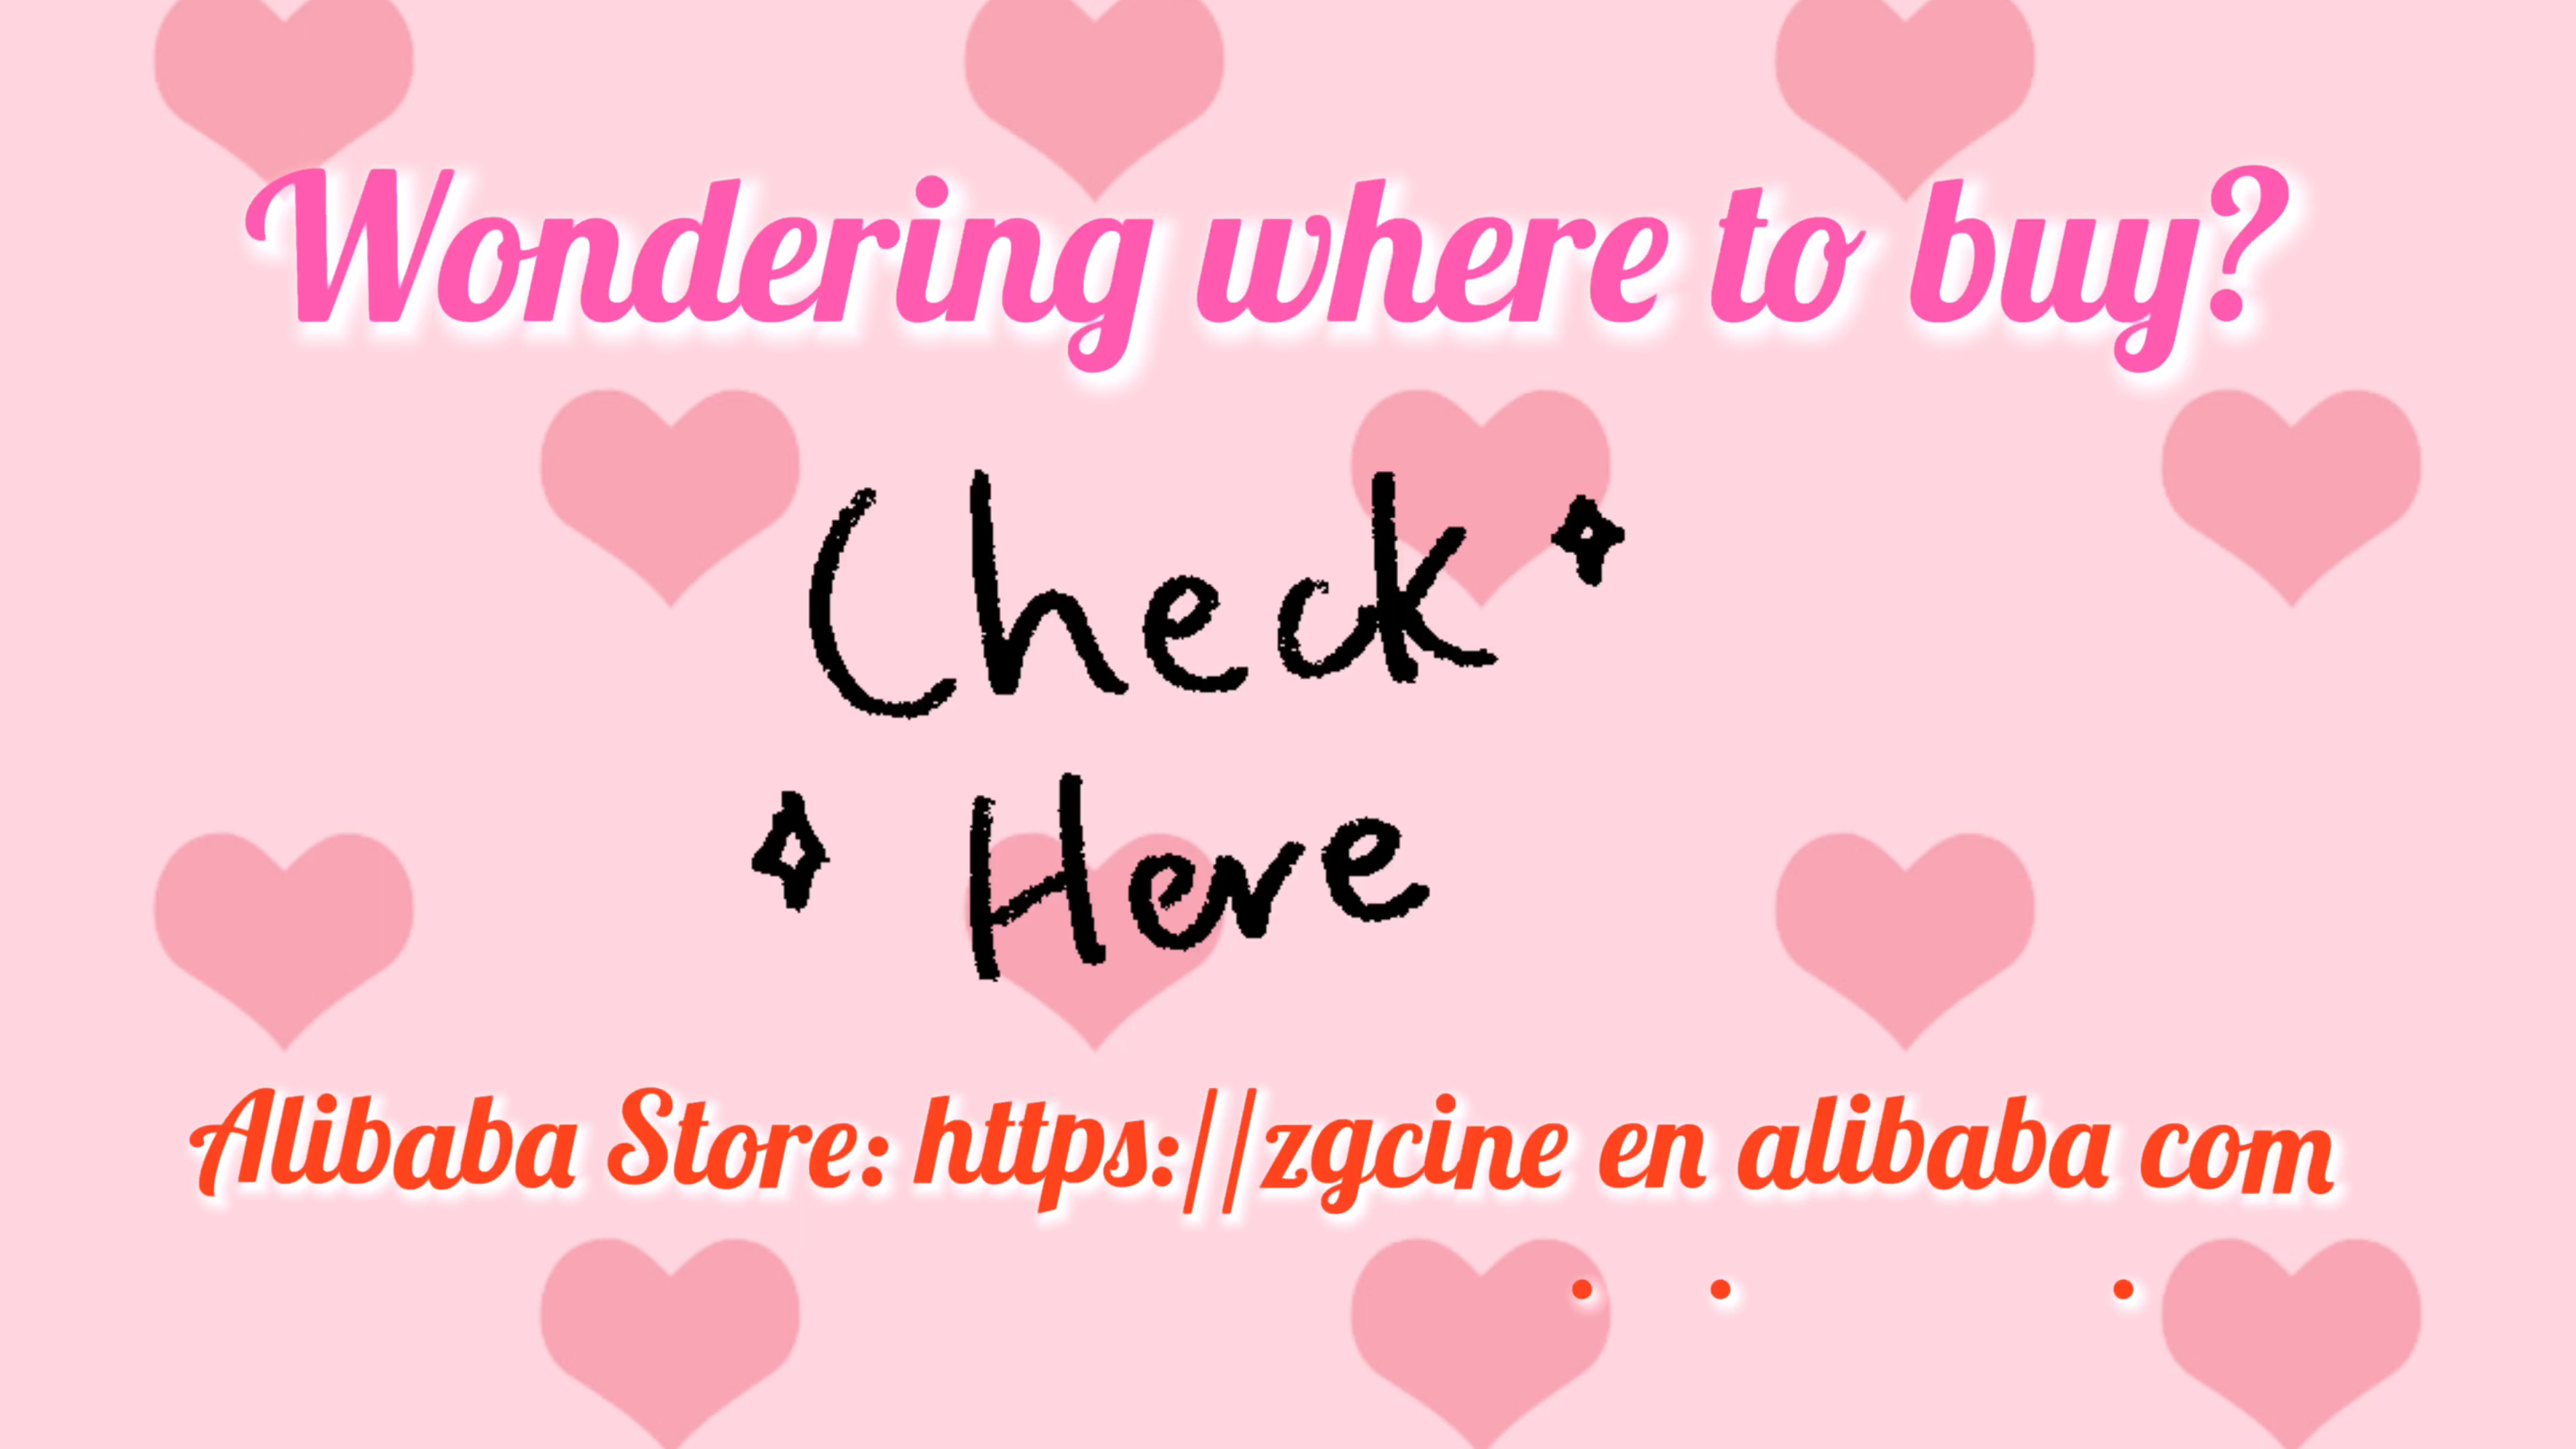 Wondering where to buy?
Check
Here
Alibaba Store: https://zgcine en alibaba com
. . .